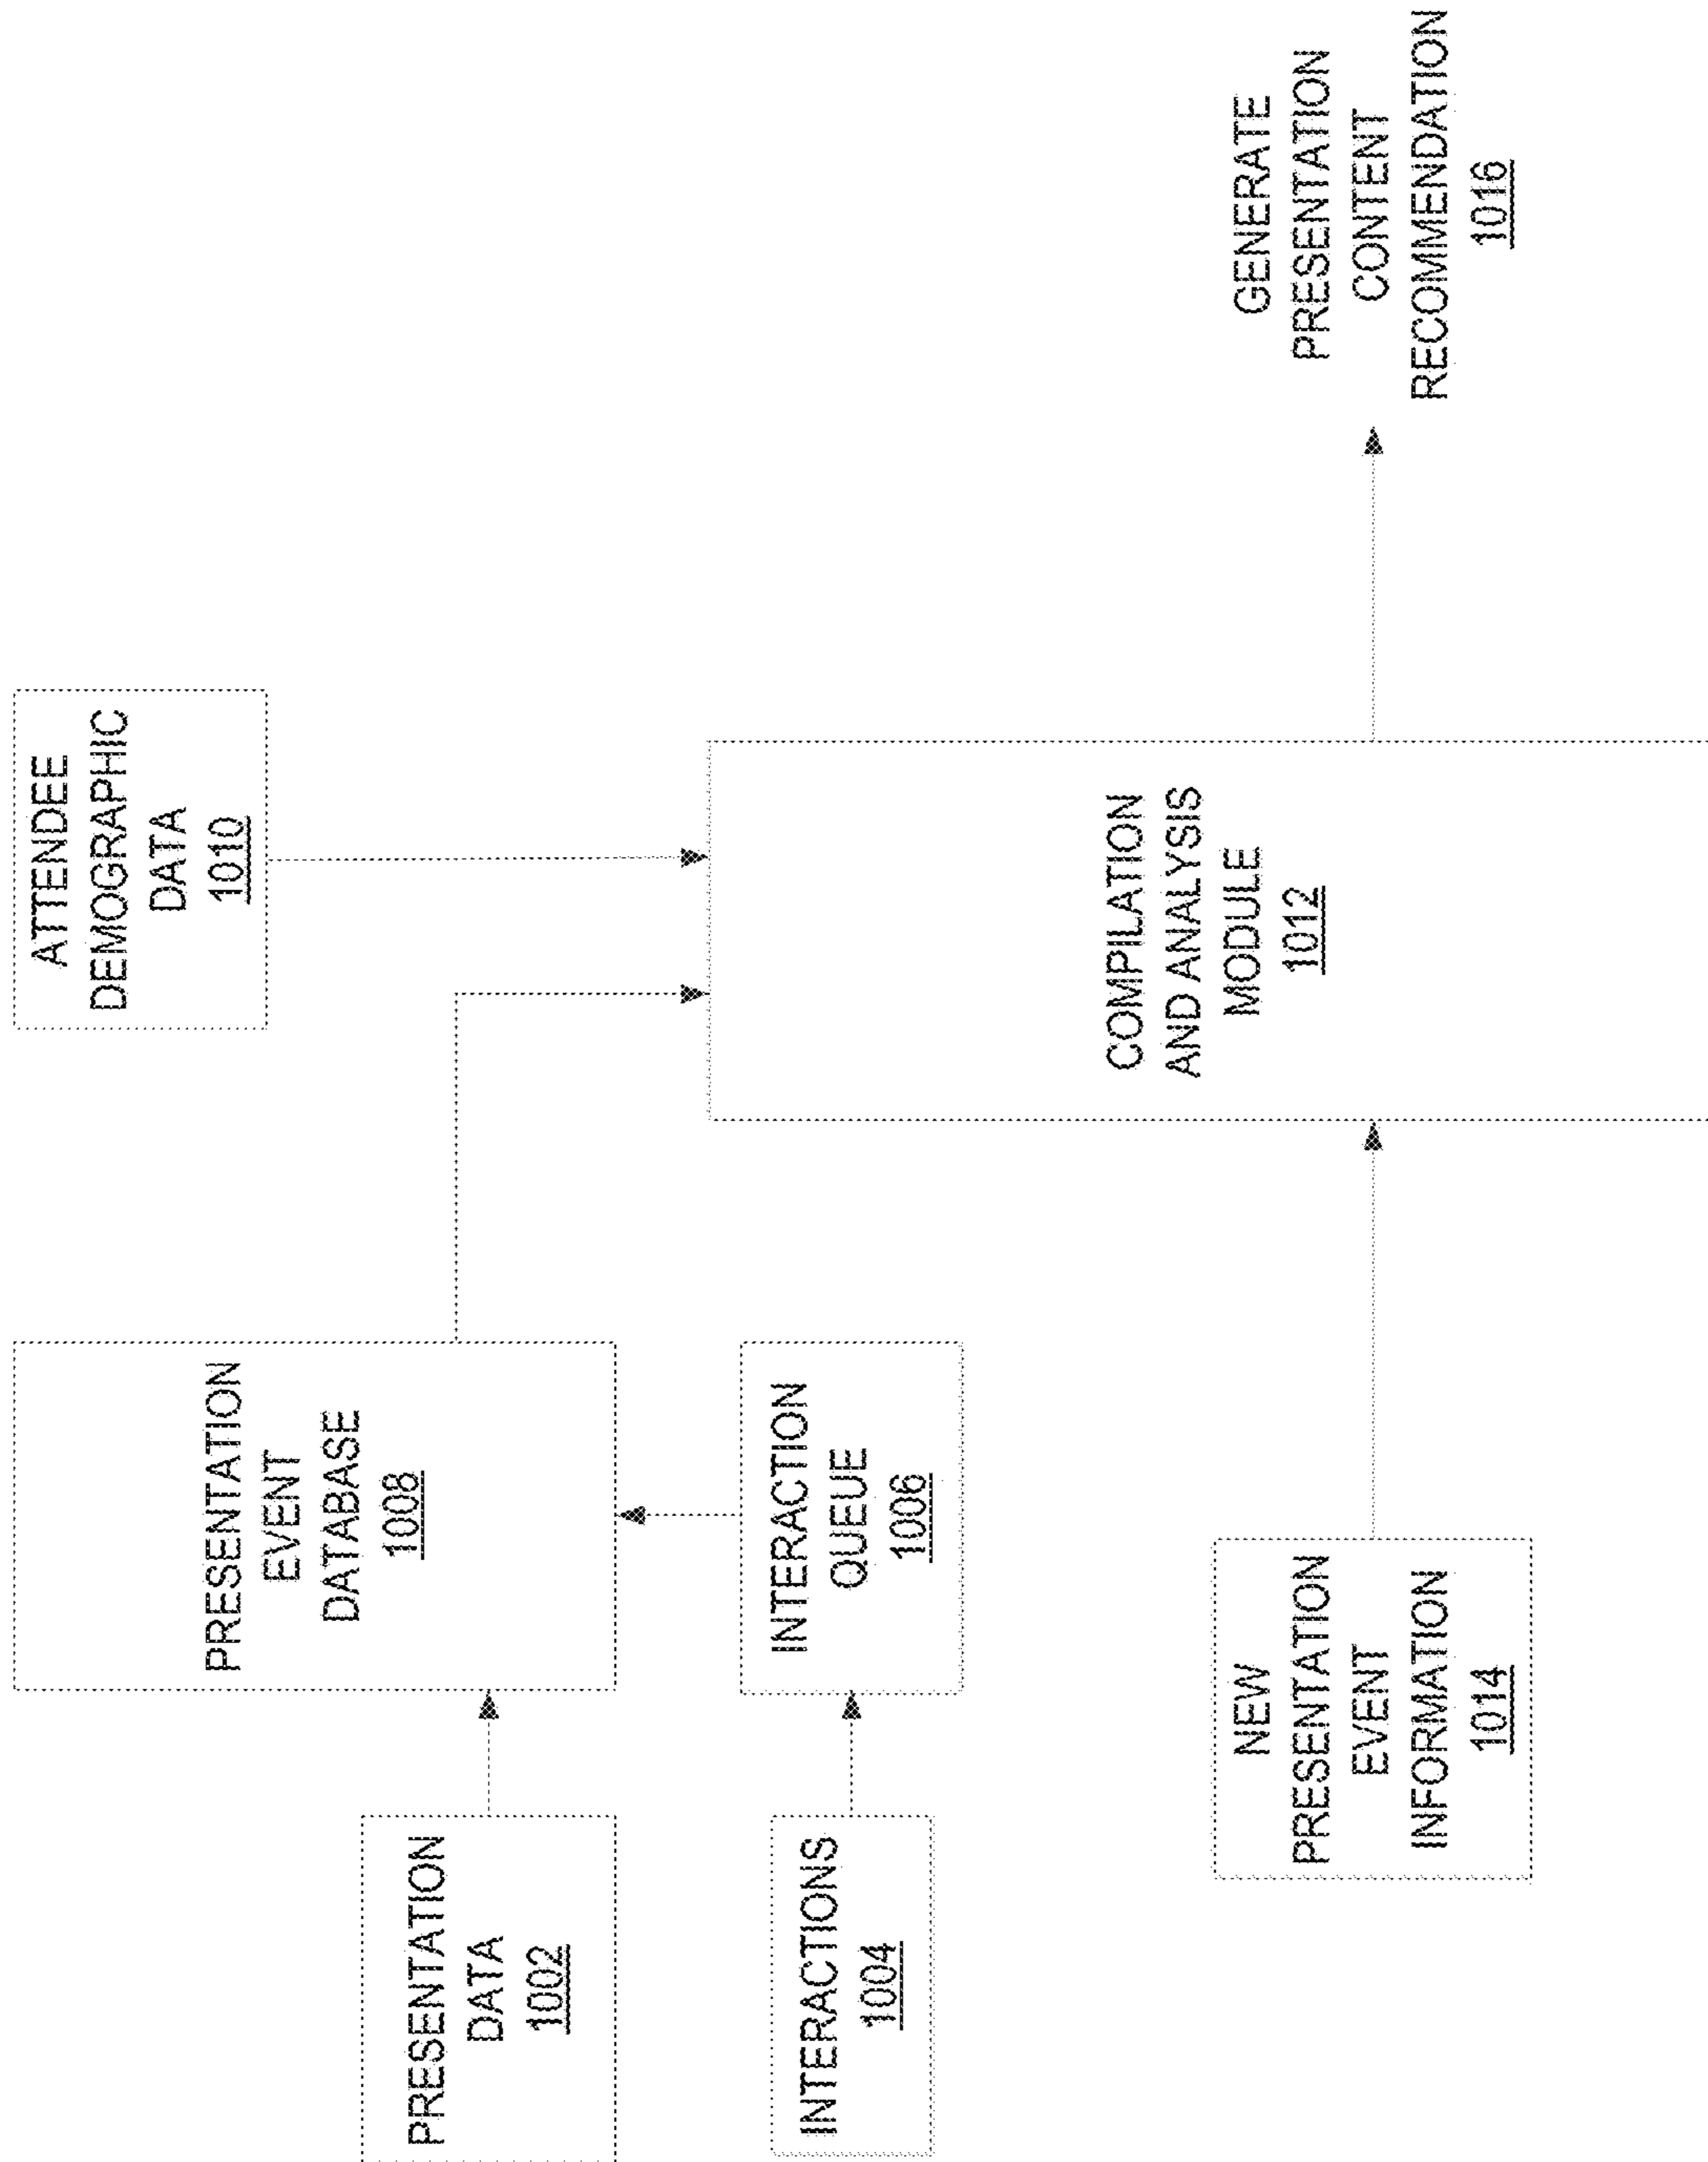 PRESENTATION
DATA
1002
INTERACTIONS
1004
PRESENTATION
EVENT
DATABASE
1008
INTERACTION
QUEUE
1006
NEW
PRESENTATION
EVENT
INFORMATION
1014
ATTENDEE
DEMOGRAPHIC
DATA
1010
COMPILATION
AND ANALYSIS
MODULE
1012
GENERATE
PRESENTATION
CONTENT
RECOMMENDATION
1016